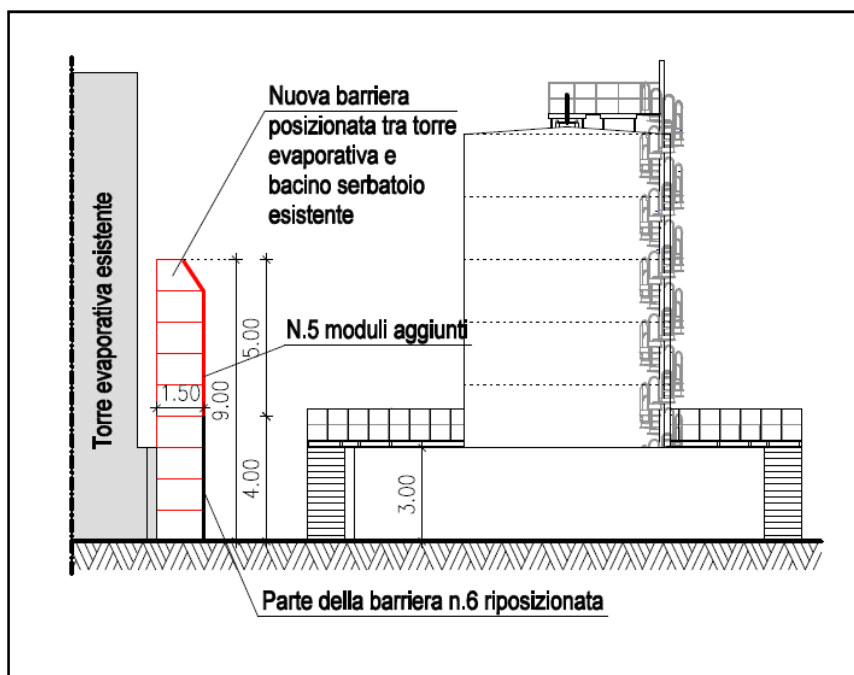 Nuova barriera
posizionata tra torre
evaporativa e
bacino serbatoio
esistente
Torre evaporativa esistente
N.5 moduli aggiunti
5.00
1.50
9.00
4.00
3.00
Parte della barriera n.6 riposizionata